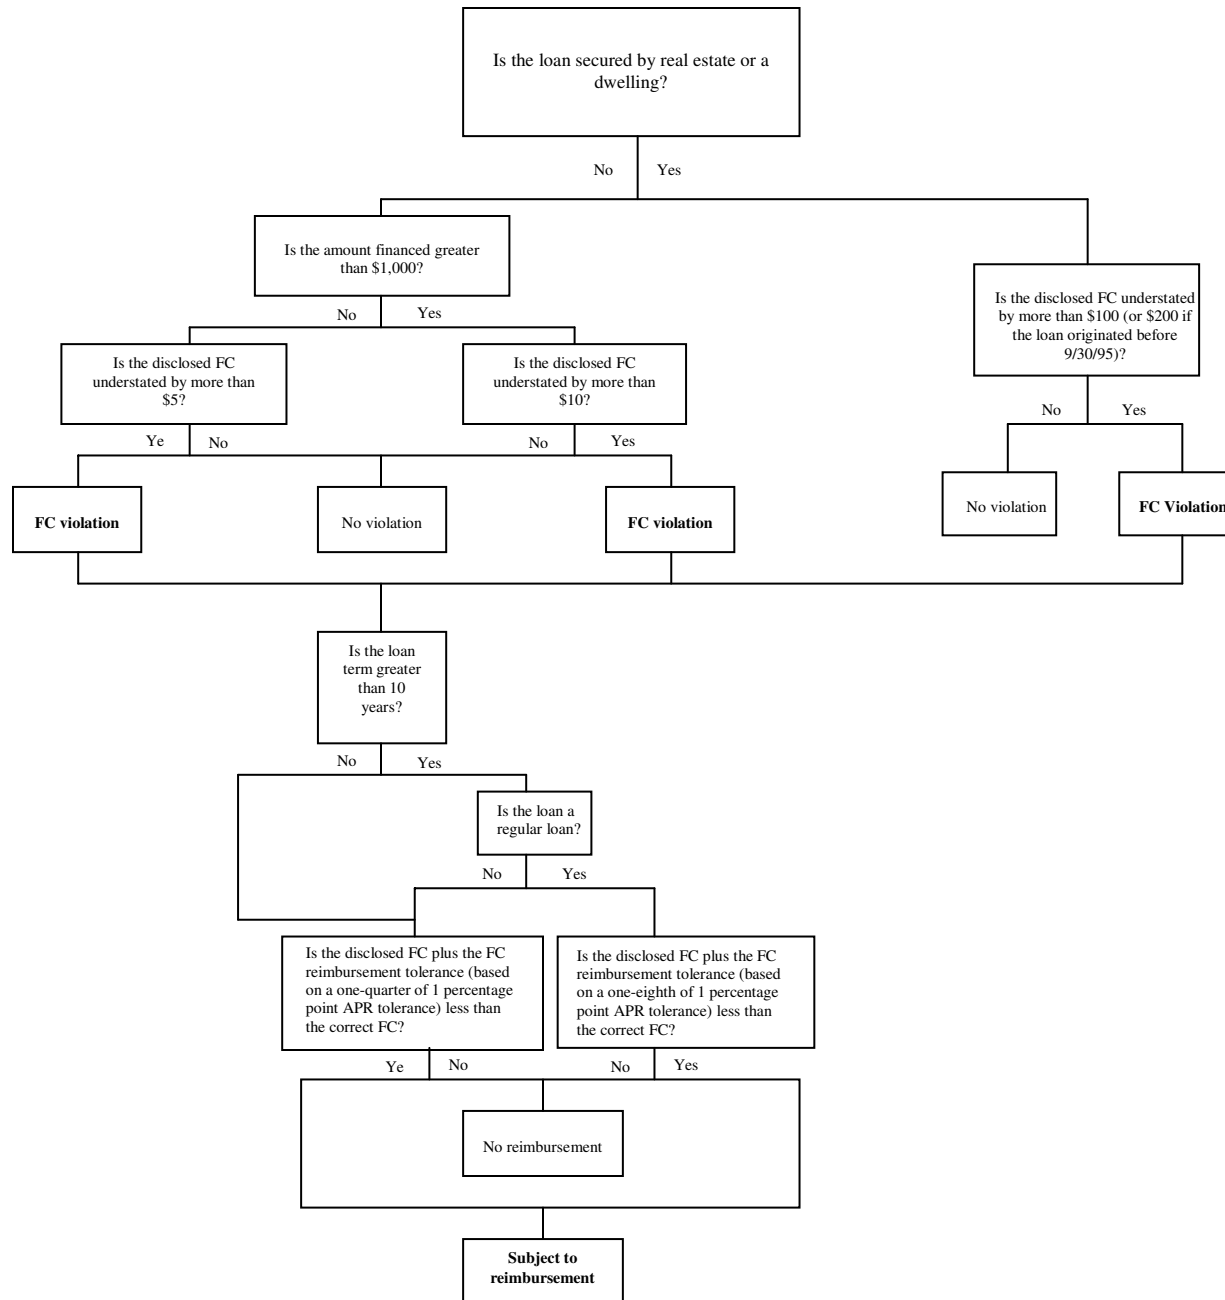 Is the loan secured by real estate or a
dwelling?
No
Yes
Is the amount financed greater
than $1,000?
Is the disclosed FC understated
by more than $100 (or $200 if
the loan originated before
9/30/95)?
No
Yes
Is the disclosed FC
understated by more than
$5?
Is the disclosed FC
understated by more than
$10?
No
Yes
Ye
No
No
Yes
FC violation
No violation
FC violation
No violation
FC Violation
Is the loan
term greater
than 10
years?
No
Yes
Is the loan a
regular loan?
No
Yes
Is the disclosed FC plus the FC
reimbursement tolerance (based
on a one-quarter of 1 percentage
point APR tolerance) less than
the correct FC?
Is the disclosed FC plus the FC
reimbursement tolerance (based
on a one-eighth of 1 percentage
point APR tolerance) less than
the correct FC?
Ye
No
No
Yes
No reimbursement
Subject to
reimbursement